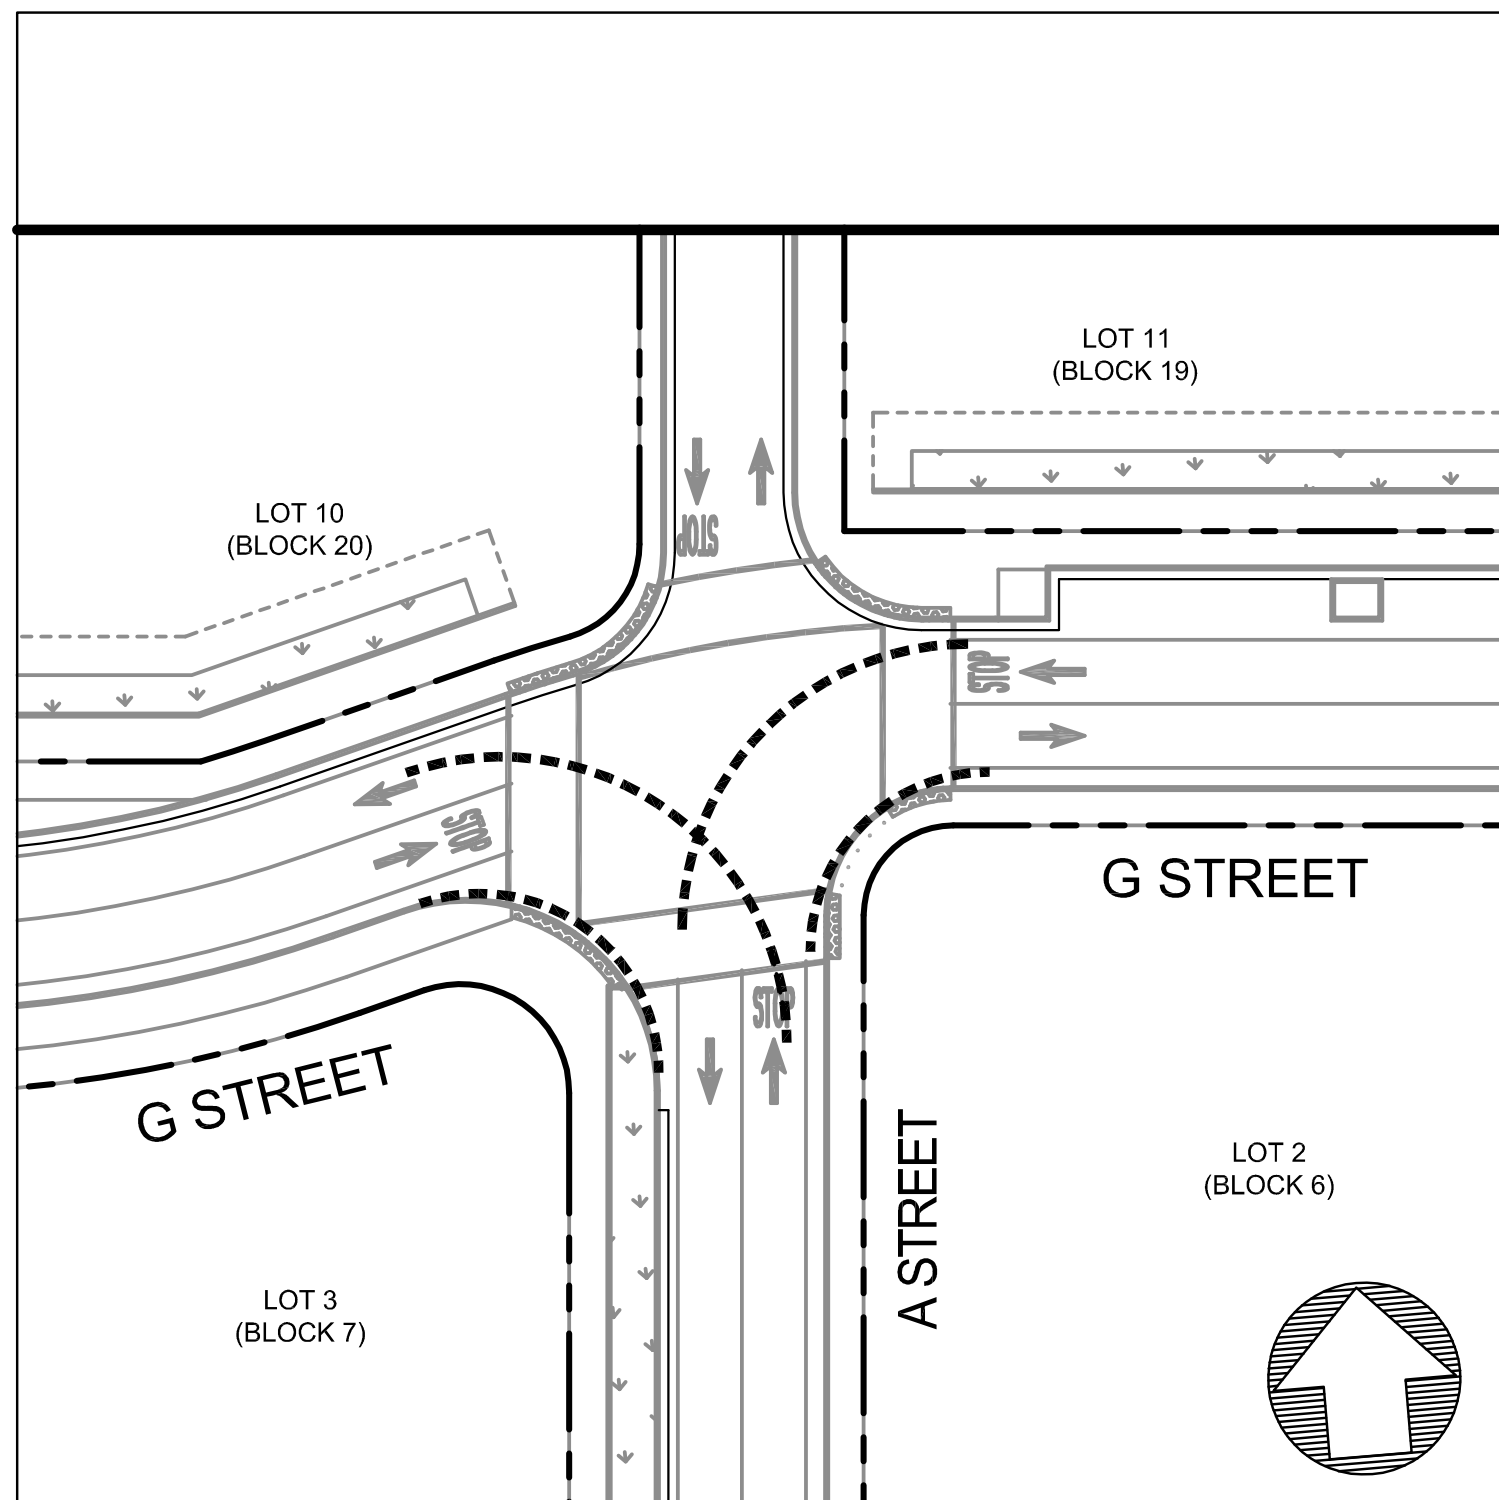 LOT 11
(BLOCK 19)
LOT 10
(BLOCK 20)
STOP
STOP
STOP
G STREET
STOP
G STREET
A STREET
LOT 2
(BLOCK 6)
LOT 3
(BLOCK 7)